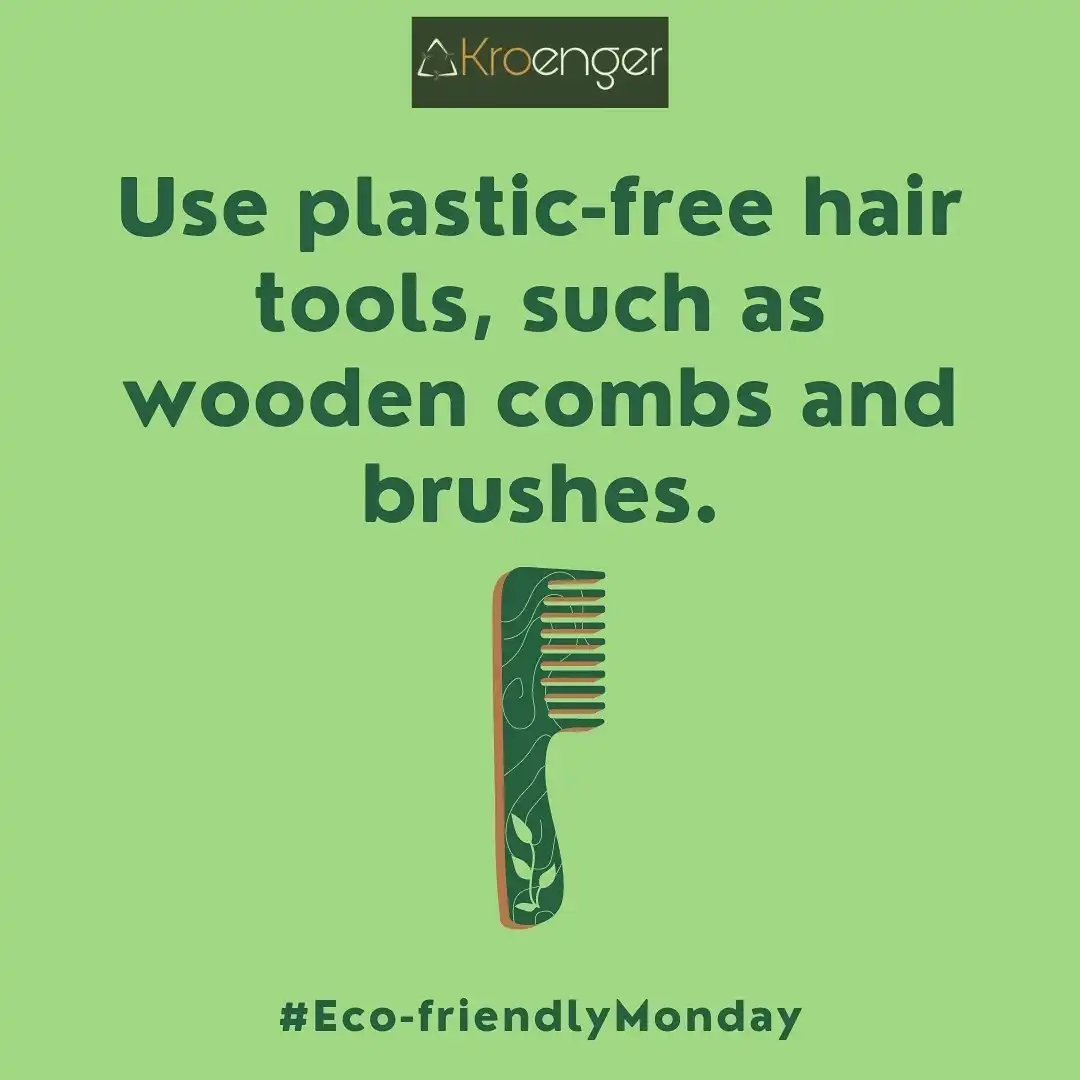 Kroenger
Use plastic-free hair
tools, such as
wooden combs and
brushes.
#Eco-friendlyMonday